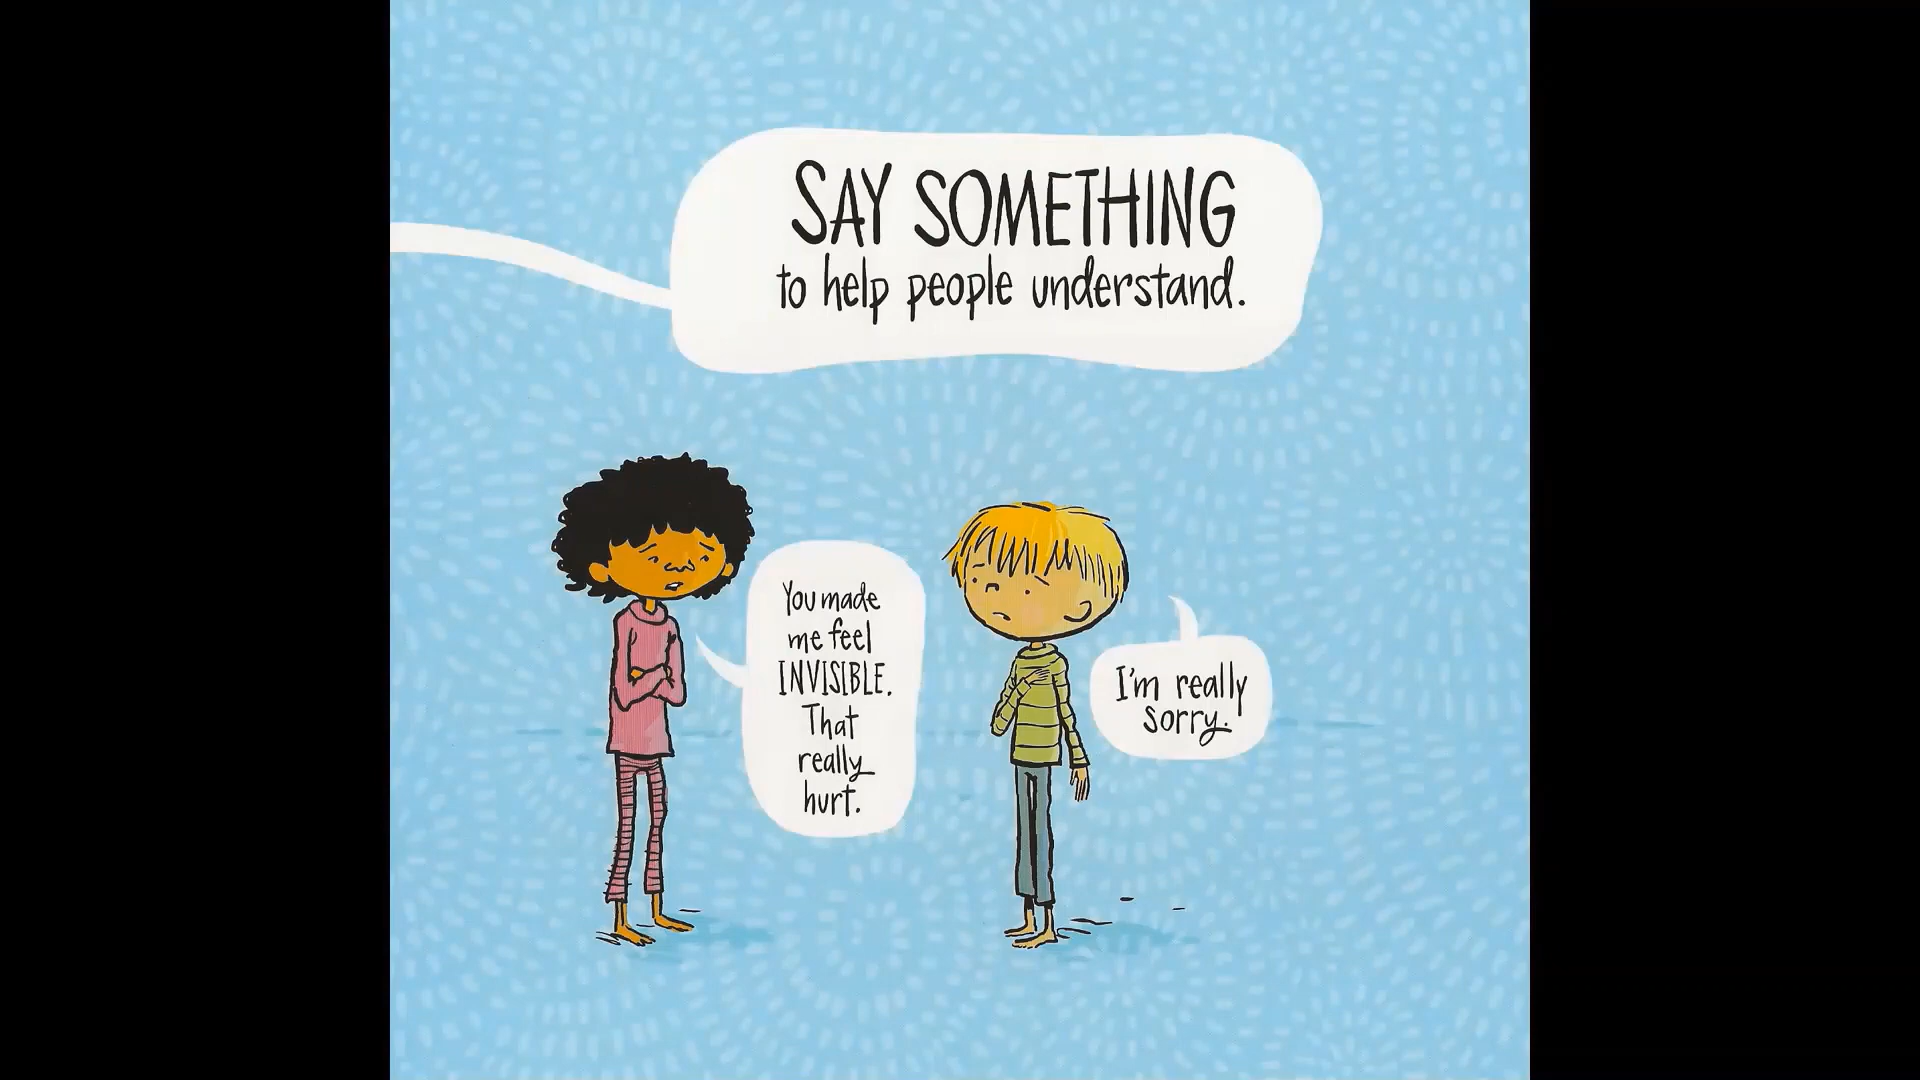 SAY SOMETHING
to help people understand.
You made
me feel
INVISIBLE.
That
really
hurt.
I'm really
sorry.